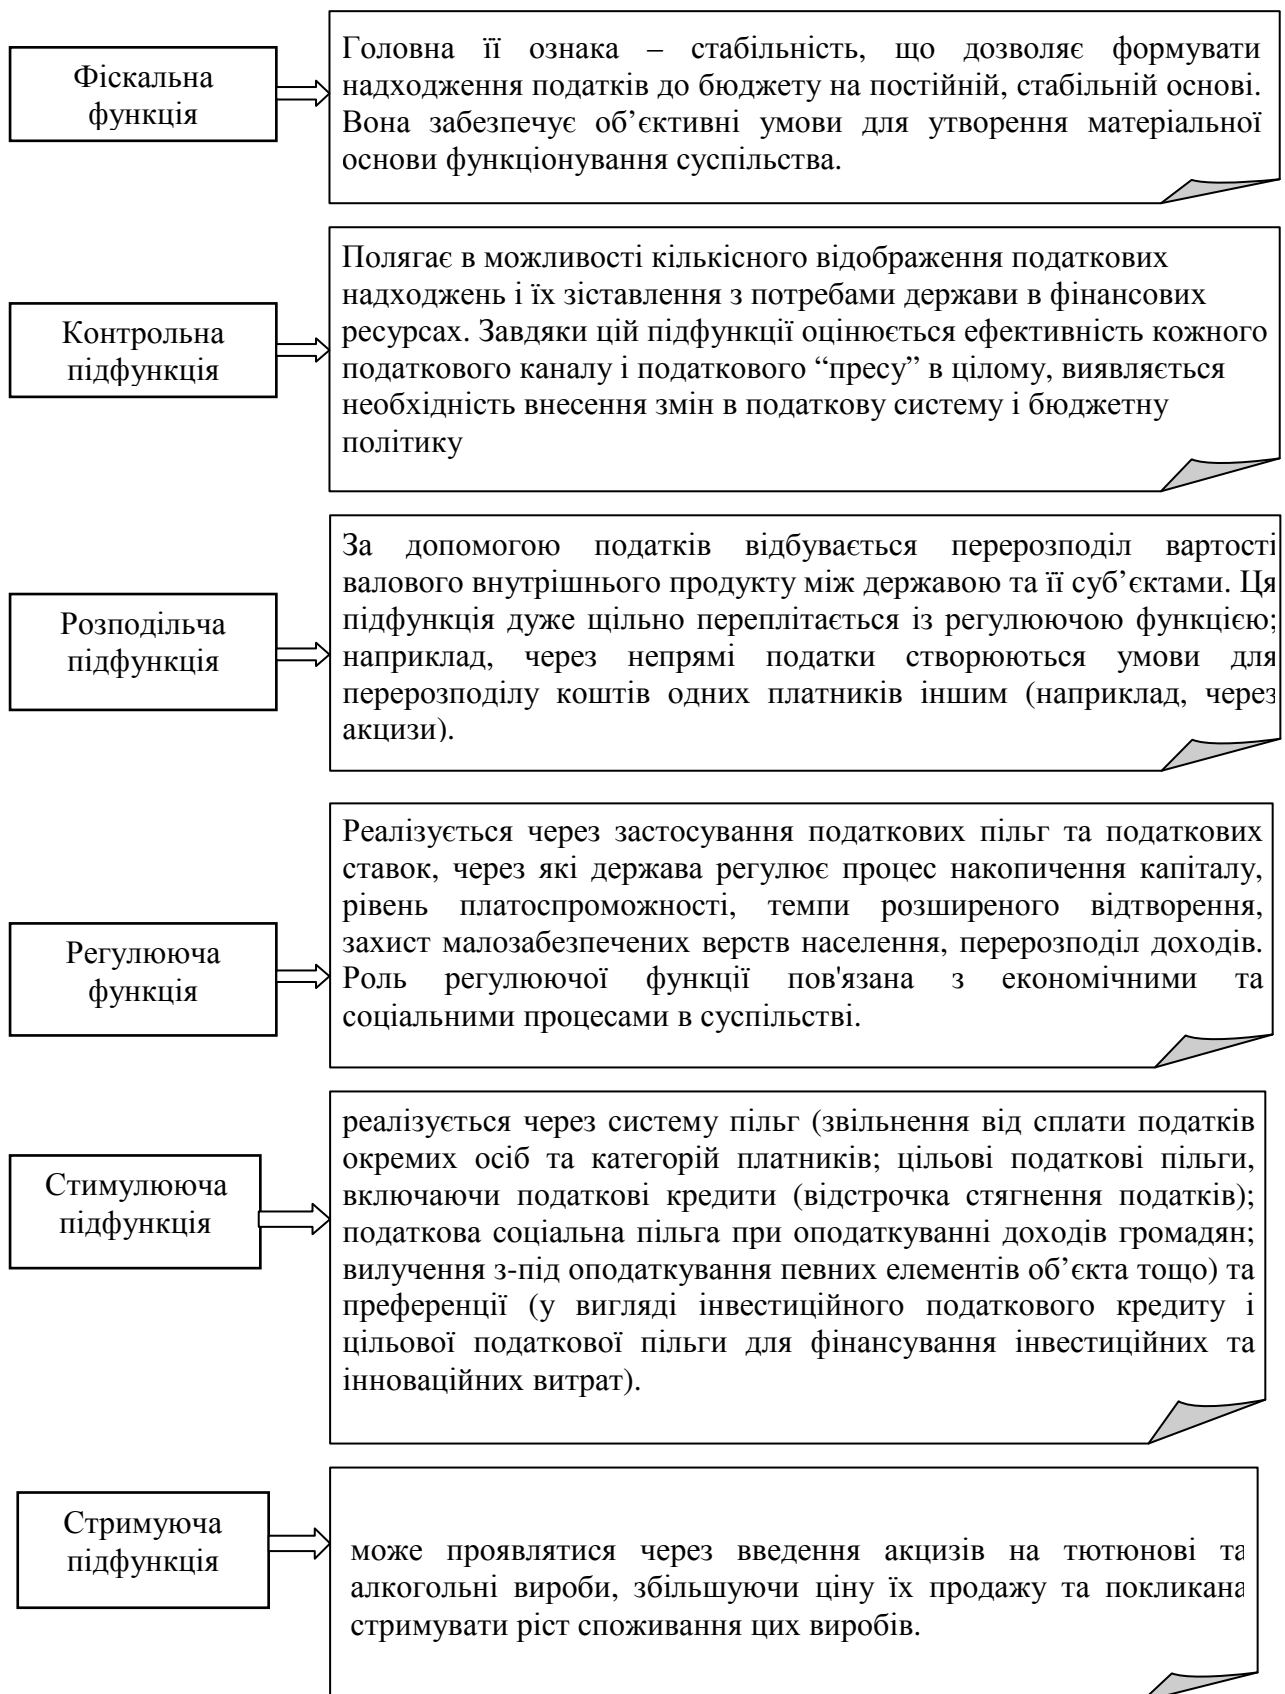 Фіскальна
функція
Головна її ознака – стабільність, що дозволяє формувати
надходження податків до бюджету на постійній, стабільній основі.
Вона забезпечує об’єктивні умови для утворення матеріальної
основи функціонування суспільства.
Контрольна
підфункція
Полягає в можливості кількісного відображення податкових
надходжень і їх зіставлення з потребами держави в фінансових
ресурсах. Завдяки цій підфункції оцінюється ефективність кожного
податкового каналу і податкового “пресу” в цілому, виявляється
необхідність внесення змін в податкову систему і бюджетну
політику
Розподільча
підфункція
За допомогою податків відбувається перерозподіл вартості
валового внутрішнього продукту між державою та її суб’єктами. Ця
підфункція дуже щільно переплітається із регулюючою функцією;
наприклад, через непрямі податки створюються умови для
перерозподілу коштів одних платників іншим (наприклад, через
акцизи).
Регулююча
функція
Реалізується через застосування податкових пільг та податкових
ставок, через які держава регулює процес накопичення капіталу,
рівень платоспроможності, темпи розширеного відтворення,
захист малозабезпечених верств населення, перерозподіл доходів.
Роль регулюючої функції пов'язана з економічними та
соціальними процесами в суспільстві.
Стимулююча
підфункція
реалізується через систему пільг (звільнення від сплати податків
окремих осіб та категорій платників; цільові податкові пільги,
включаючи податкові кредити (відстрочка стягнення податків);
податкова соціальна пільга при оподаткуванні доходів громадян;
вилучення з-під оподаткування певних елементів об’єкта тощо) та
преференції (у вигляді інвестиційного податкового кредиту і
цільової податкової пільги для фінансування інвестиційних та
інноваційних витрат).
Стримуюча
підфункція
може проявлятися через введення акцизів на тютюнові та
алкогольні вироби, збільшуючи ціну їх продажу та покликана
стримувати ріст споживання цих виробів.